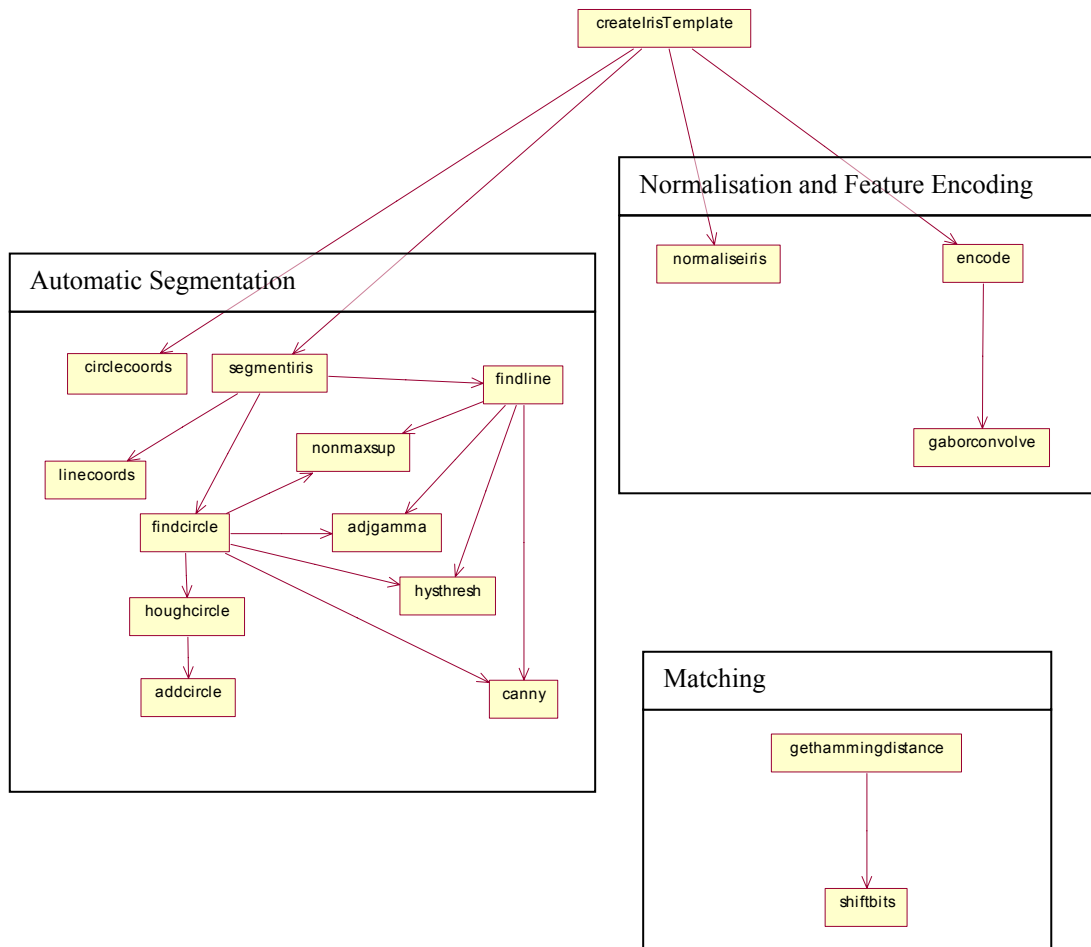 createIrisTemplate
Normalisation and Feature Encoding
normaliseiris
encode
gaborconvolve
Automatic Segmentation
circlecoords
segmentiris
findline
nonmaxsup
linecoords
findcircle
adjgamma
hysthresh
houghcircle
addcircle
canny
Matching
gethammingdistance
shiftbits